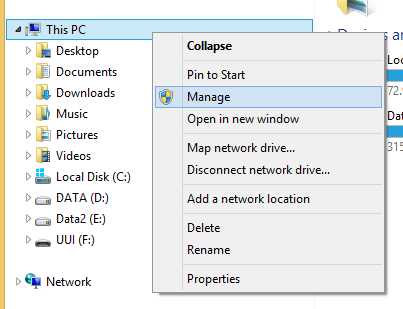 This PC
Desktop
Documents
Downloads
Music
Pictures
Videos
Local Disk (C:)
DATA (D:)
Data2 (E:)
UUI (F:)
Network
Collapse
Pin to Start
Manage
Open in new window
Map network drive...
Disconnect network drive...
Add a network location
Delete
Rename
Properties
Loc
72.9
Dat
315